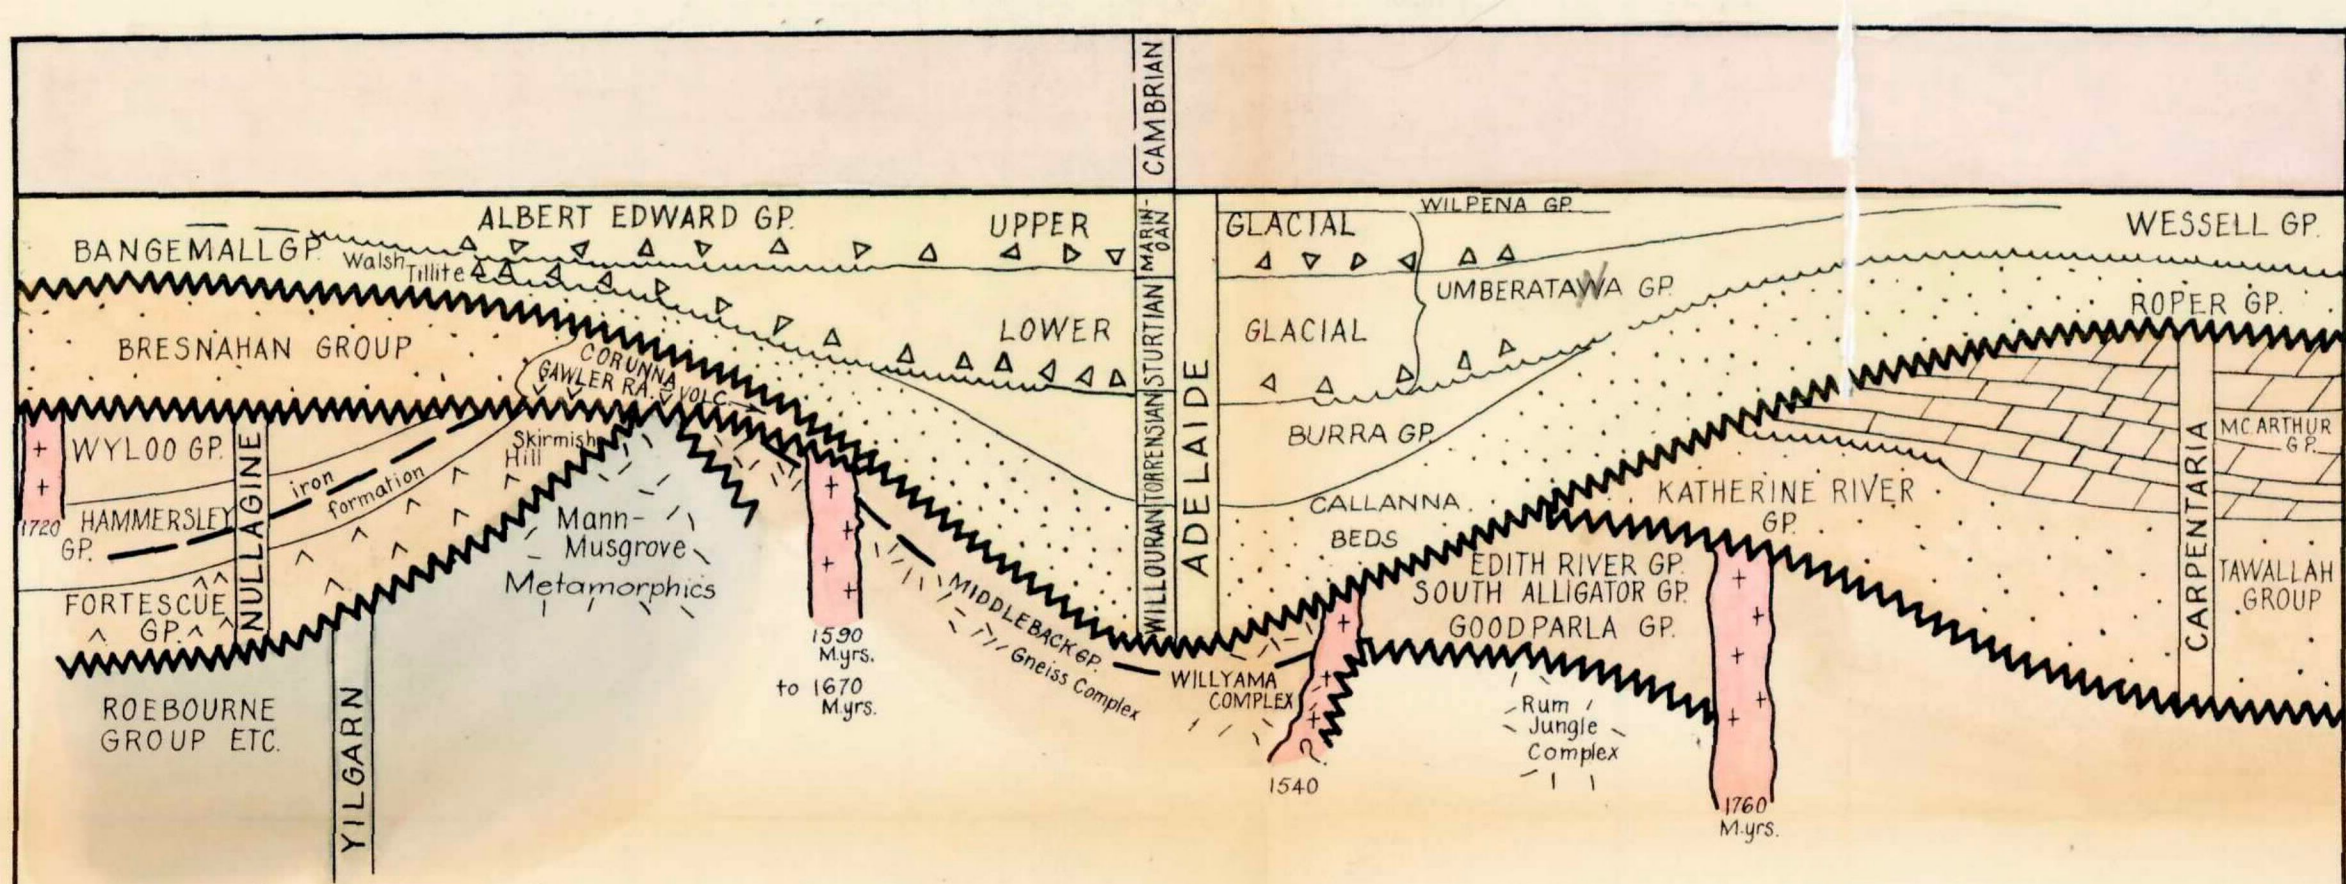 CAMBRIAN
MARIN-
OAN
STURTIAN
TORRENSIAN
WILLOURAN
ADELAIDE
ALBERT EDWARD GP.
UPPER
GLACIAL
WILPENA GP.
WESSELL GP.
BANGEMALL GP.
Walsh Tillite
UMBERATAWA GP.
ROPER GP.
BRESNAHAN GROUP
LOWER
GLACIAL
CORUNNA
GAWLER RA. VOLC.
BURRA GP.
MCARTHUR
GP.
WYLOO GP.
NULLAGINE
Skirmish
Hill
iron
formation
CALLANNA
BEDS
KATHERINE RIVER
GP.
CARPENTARIA
1720
HAMMERSLEY
GP.
Mann-
Musgrove
Metamorphics
EDITH RIVER GP.
SOUTH ALLIGATOR GP.
GOODPARLA GP.
TAWALLAH
GROUP
FORTESCUE
GP.
1590
M.yrs.
to 1670
M.yrs.
MIDDLEBACK GP.
Gneiss Complex
WILLYAMA
COMPLEX
ROEBOURNE
GROUP ETC.
YILGARN
Rum
Jungle
Complex
?
1540
1760
M.yrs.